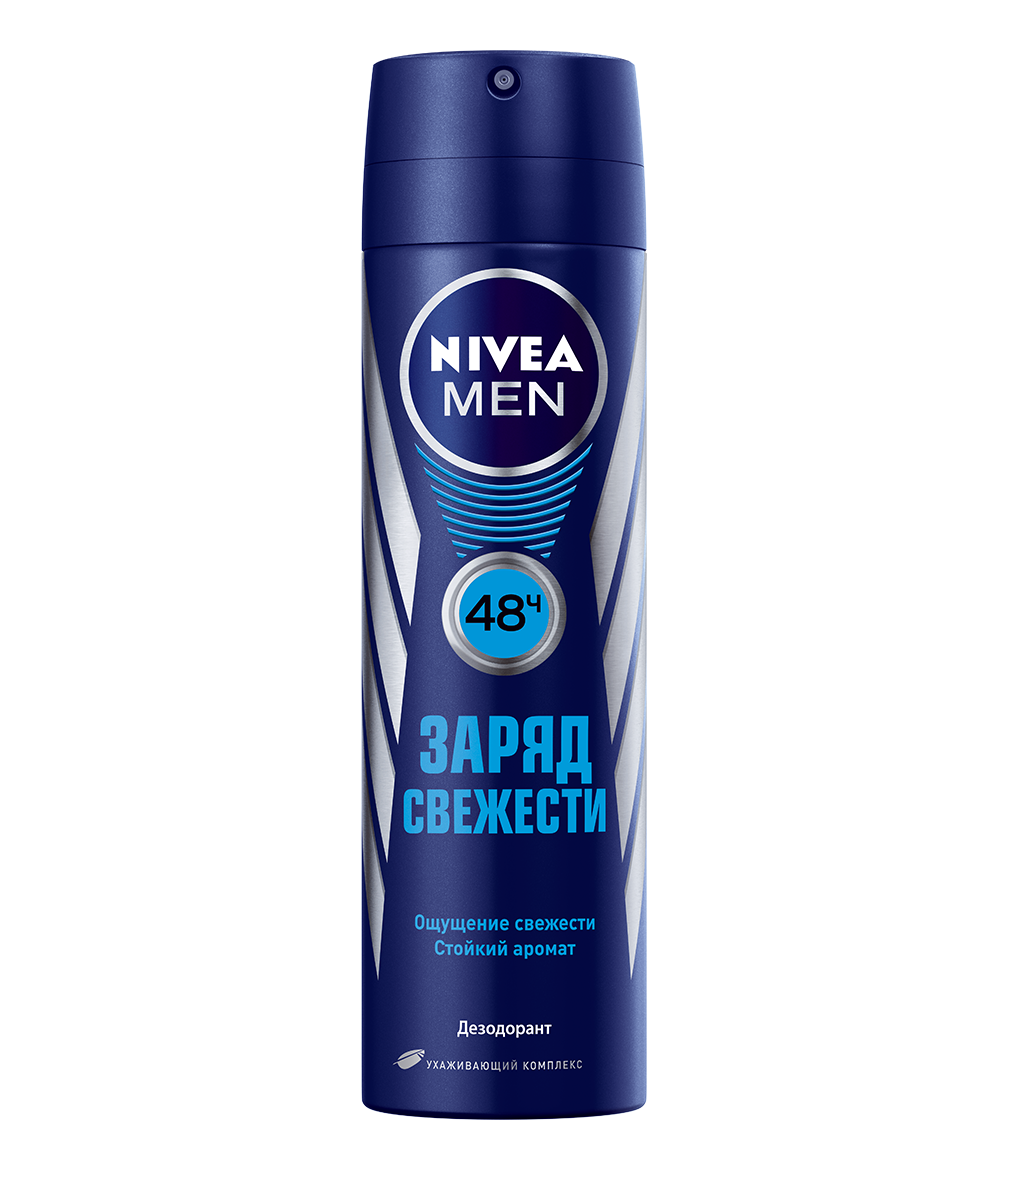 NIVEA
MEN
48ч
ЗАРЯД
СВЕЖЕСТИ
Ощущение свежести
Стойкий аромат
Дезодорант
УХАЖИВАЮЩИЙ КОМПЛЕКС